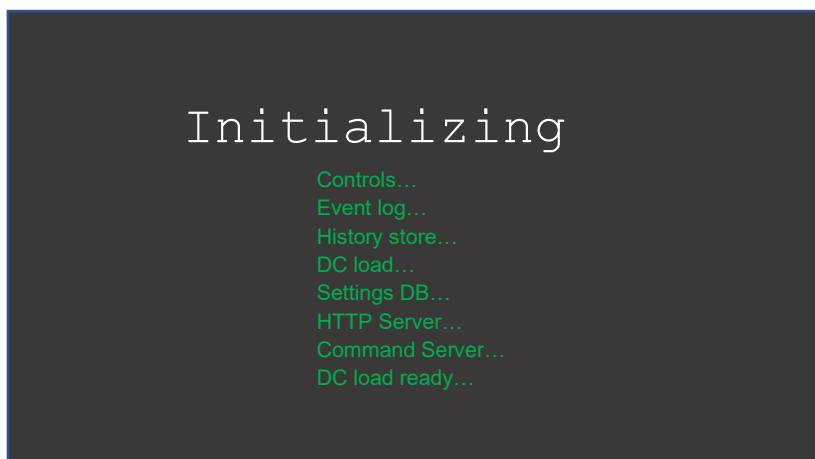 Initializing
Controls…
Event log…
History store…
DC load…
Settings DB…
HTTP Server…
Command Server…
DC load ready…